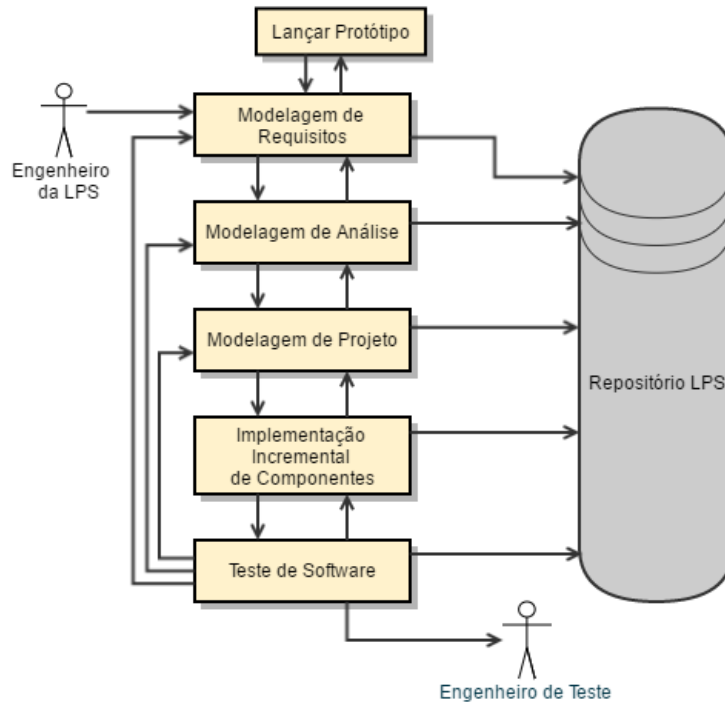 Lançar Protótipo
Modelagem de
Requisitos
Engenheiro
da LPS
Modelagem de Análise
Modelagem de Projeto
Repositório LPS
Implementação
Incremental
de Componentes
Teste de Software
Engenheiro de Teste